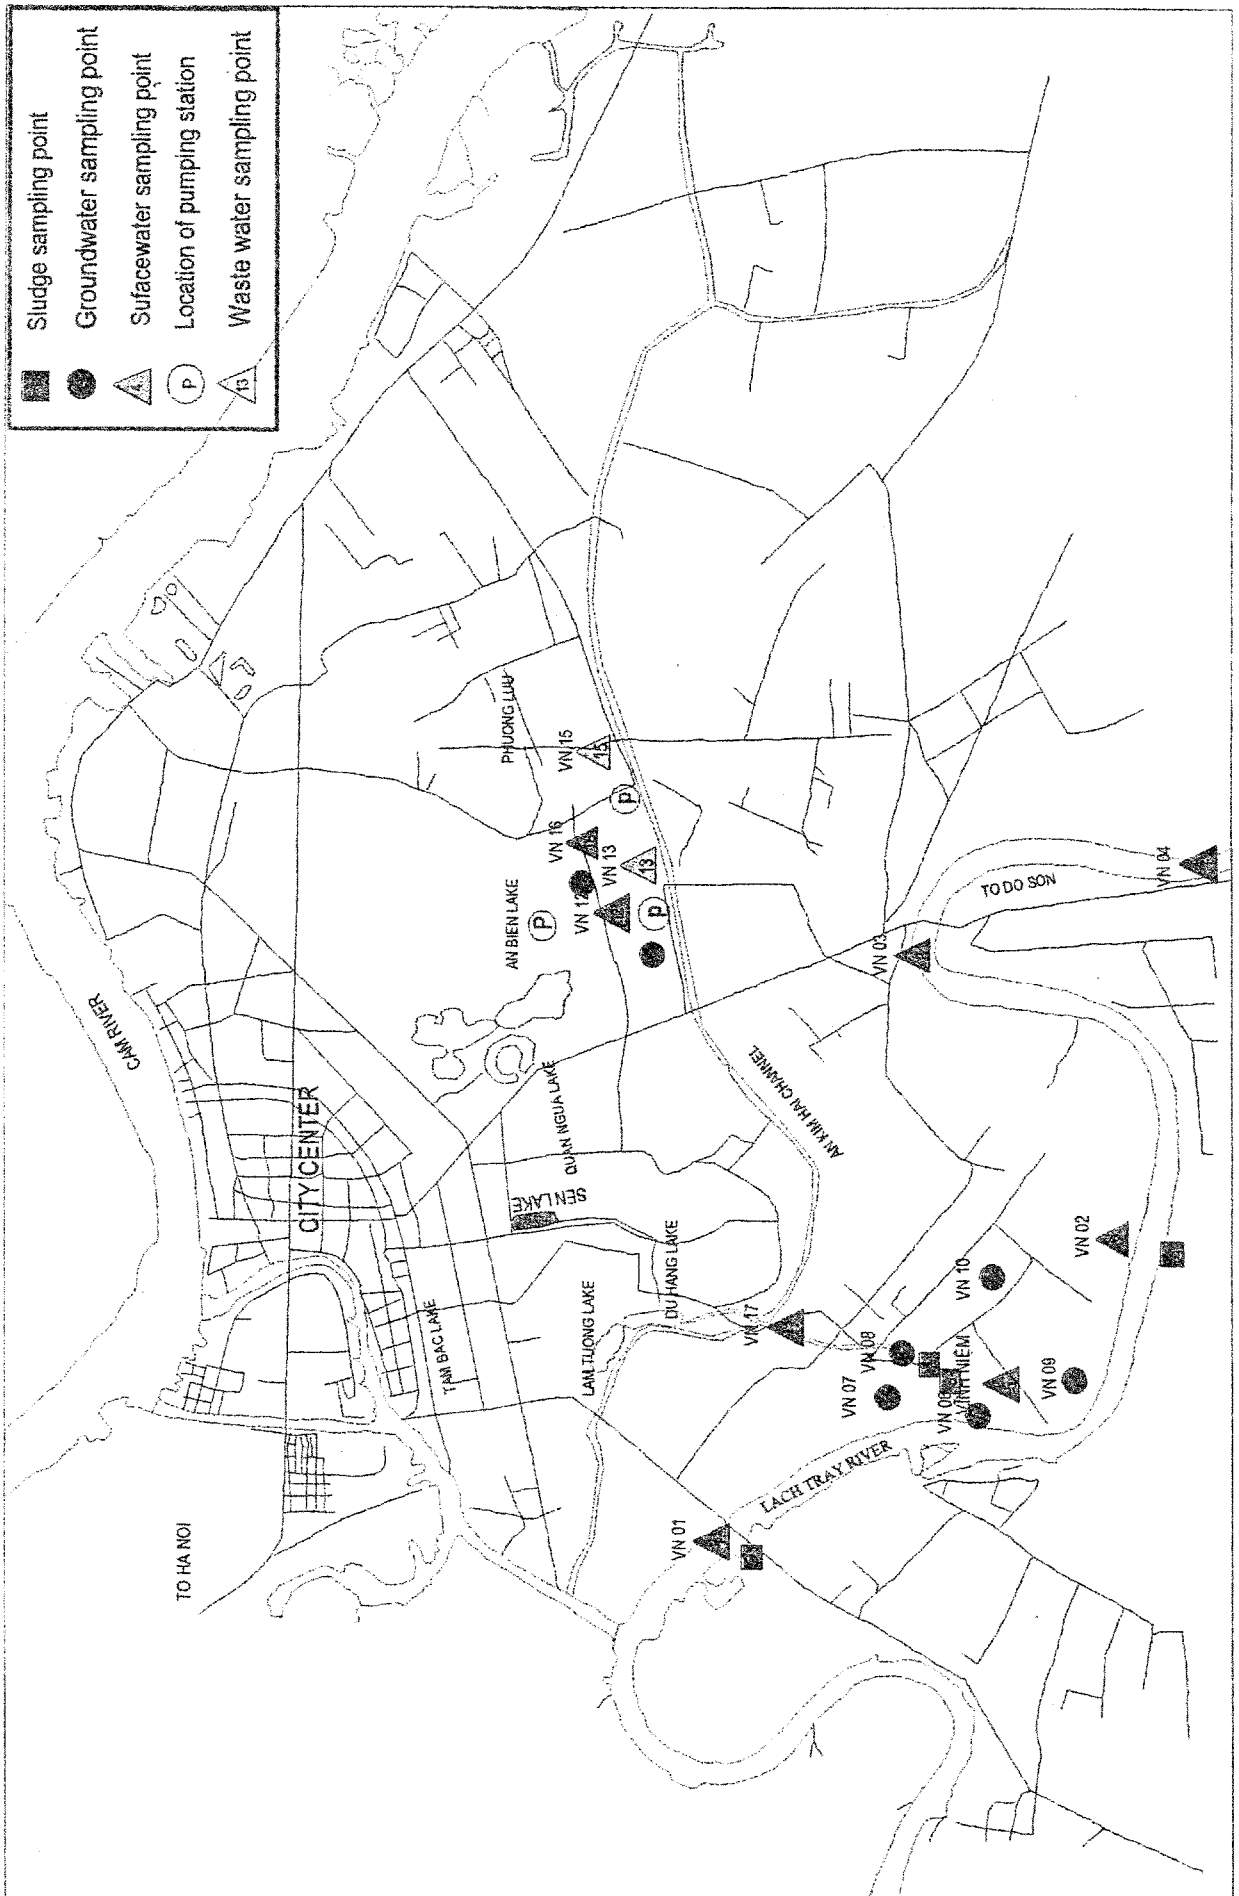 Sludge sampling point
Groundwater sampling point
Sufacewater sampling point
P
Location of pumping station
13
Waste water sampling point
CAM RIVER
CITY CENTER
TO HA NOI
TAM BAC LAKE
SEN LAKE
QUAN NGUA LAKE
AN BIEN LAKE
PHUONG LUU
LAM TUONG LAKE
DU HANG LAKE
AN KIM HAI CHANNEL
LACH TRAY RIVER
TO DO SON
VINH NIEM
VN 01
VN 02
VN 03
VN 04
VN 07
VN 08
VN 09
VN 10
VN 12
VN 13
13
VN 15
15
VN 16
VN 17
P
P
P